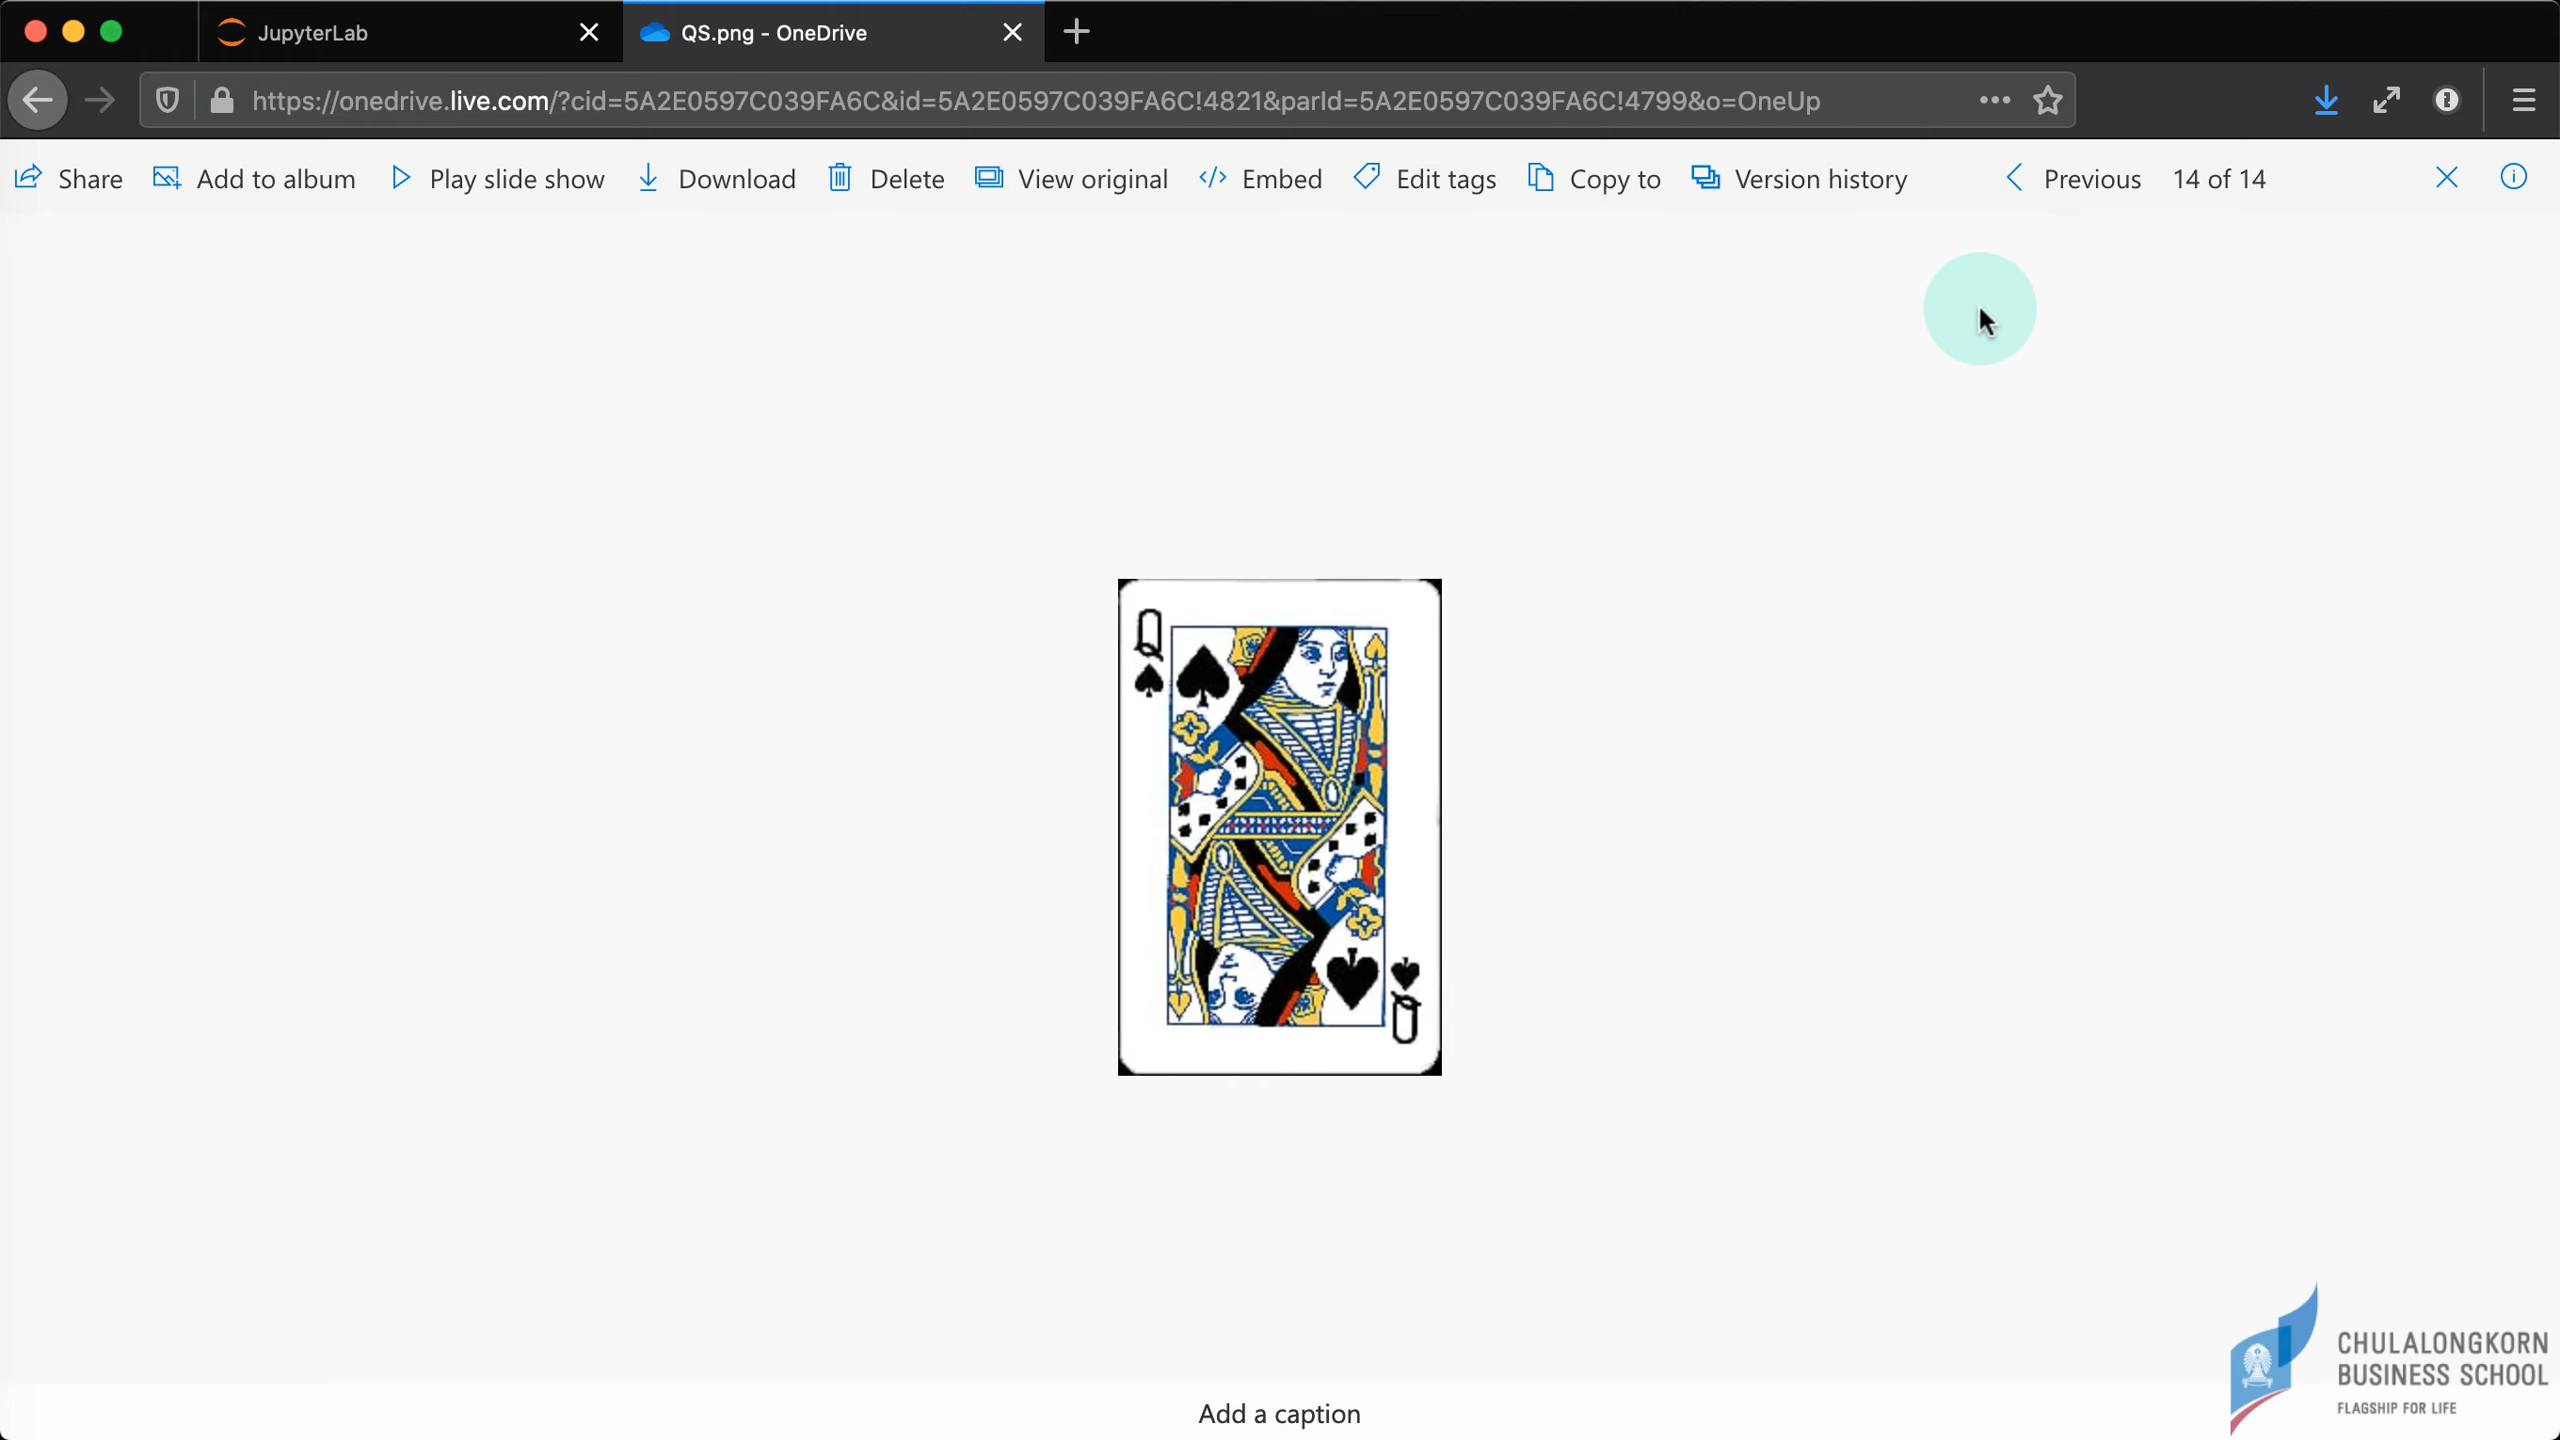 JupyterLab
QS.png - OneDrive
https://onedrive.live.com/?cid=5A2E0597C039FA6C&id=5A2E0597C039FA6C!4821&parId=5A2E0597C039FA6C!4799&o=OneUp
Share Add to album Play slide show Download Delete View original Embed Edit tags Copy to Version history Previous 14 of 14
Q
Q
CHULALONGKORN
BUSINESS SCHOOL
FLAGSHIP FOR LIFE
Add a caption